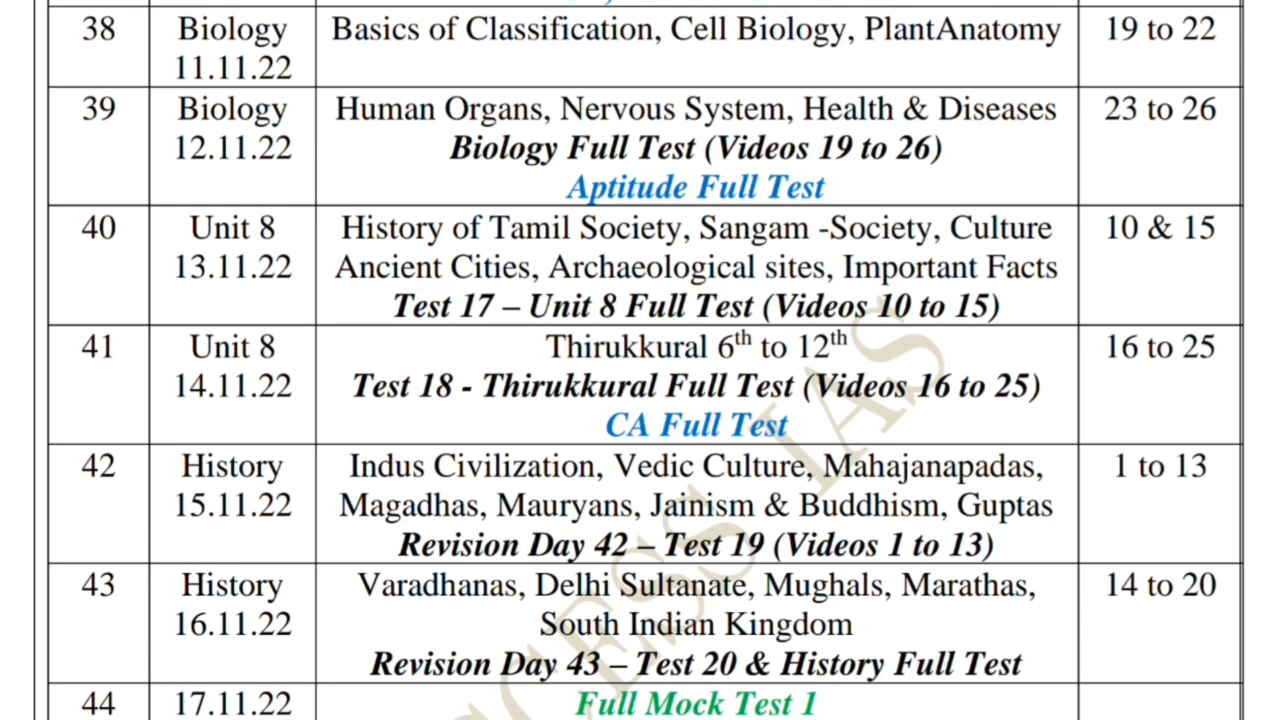 38 Biology Basics of Classification, Cell Biology, PlantAnatomy 19 to 22
11.11.22
39 Biology Human Organs, Nervous System, Health & Diseases 23 to 26
12.11.22 Biology Full Test (Videos 19 to 26)
Aptitude Full Test
40 Unit 8 History of Tamil Society, Sangam -Society, Culture 10 & 15
13.11.22 Ancient Cities, Archaeological sites, Important Facts
Test 17 – Unit 8 Full Test (Videos 10 to 15)
41 Unit 8 Thirukkural 6th to 12th 16 to 25
14.11.22 Test 18 - Thirukkural Full Test (Videos 16 to 25)
CA Full Test
42 History Indus Civilization, Vedic Culture, Mahajanapadas, 1 to 13
15.11.22 Magadhas, Mauryans, Jainism & Buddhism, Guptas
Revision Day 42 – Test 19 (Videos 1 to 13)
43 History Varadhanas, Delhi Sultanate, Mughals, Marathas, 14 to 20
16.11.22 South Indian Kingdom
Revision Day 43 – Test 20 & History Full Test
44 17.11.22 Full Mock Test 1
IAS